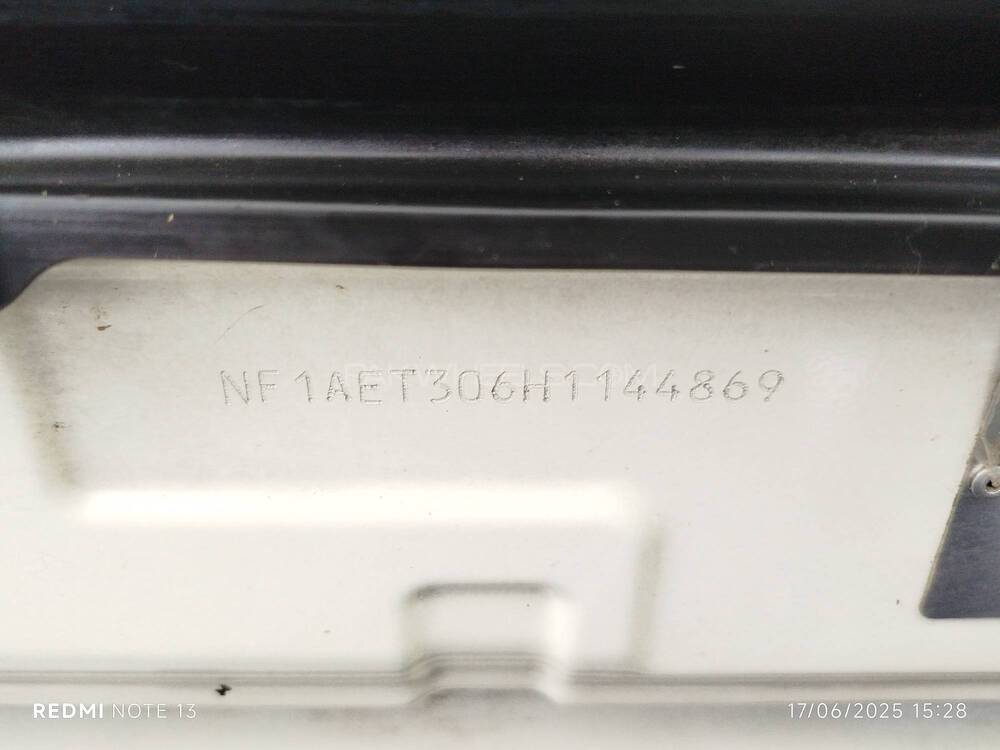 NF1AET306H1144869
REDMI NOTE 13
17/06/2025 15:28